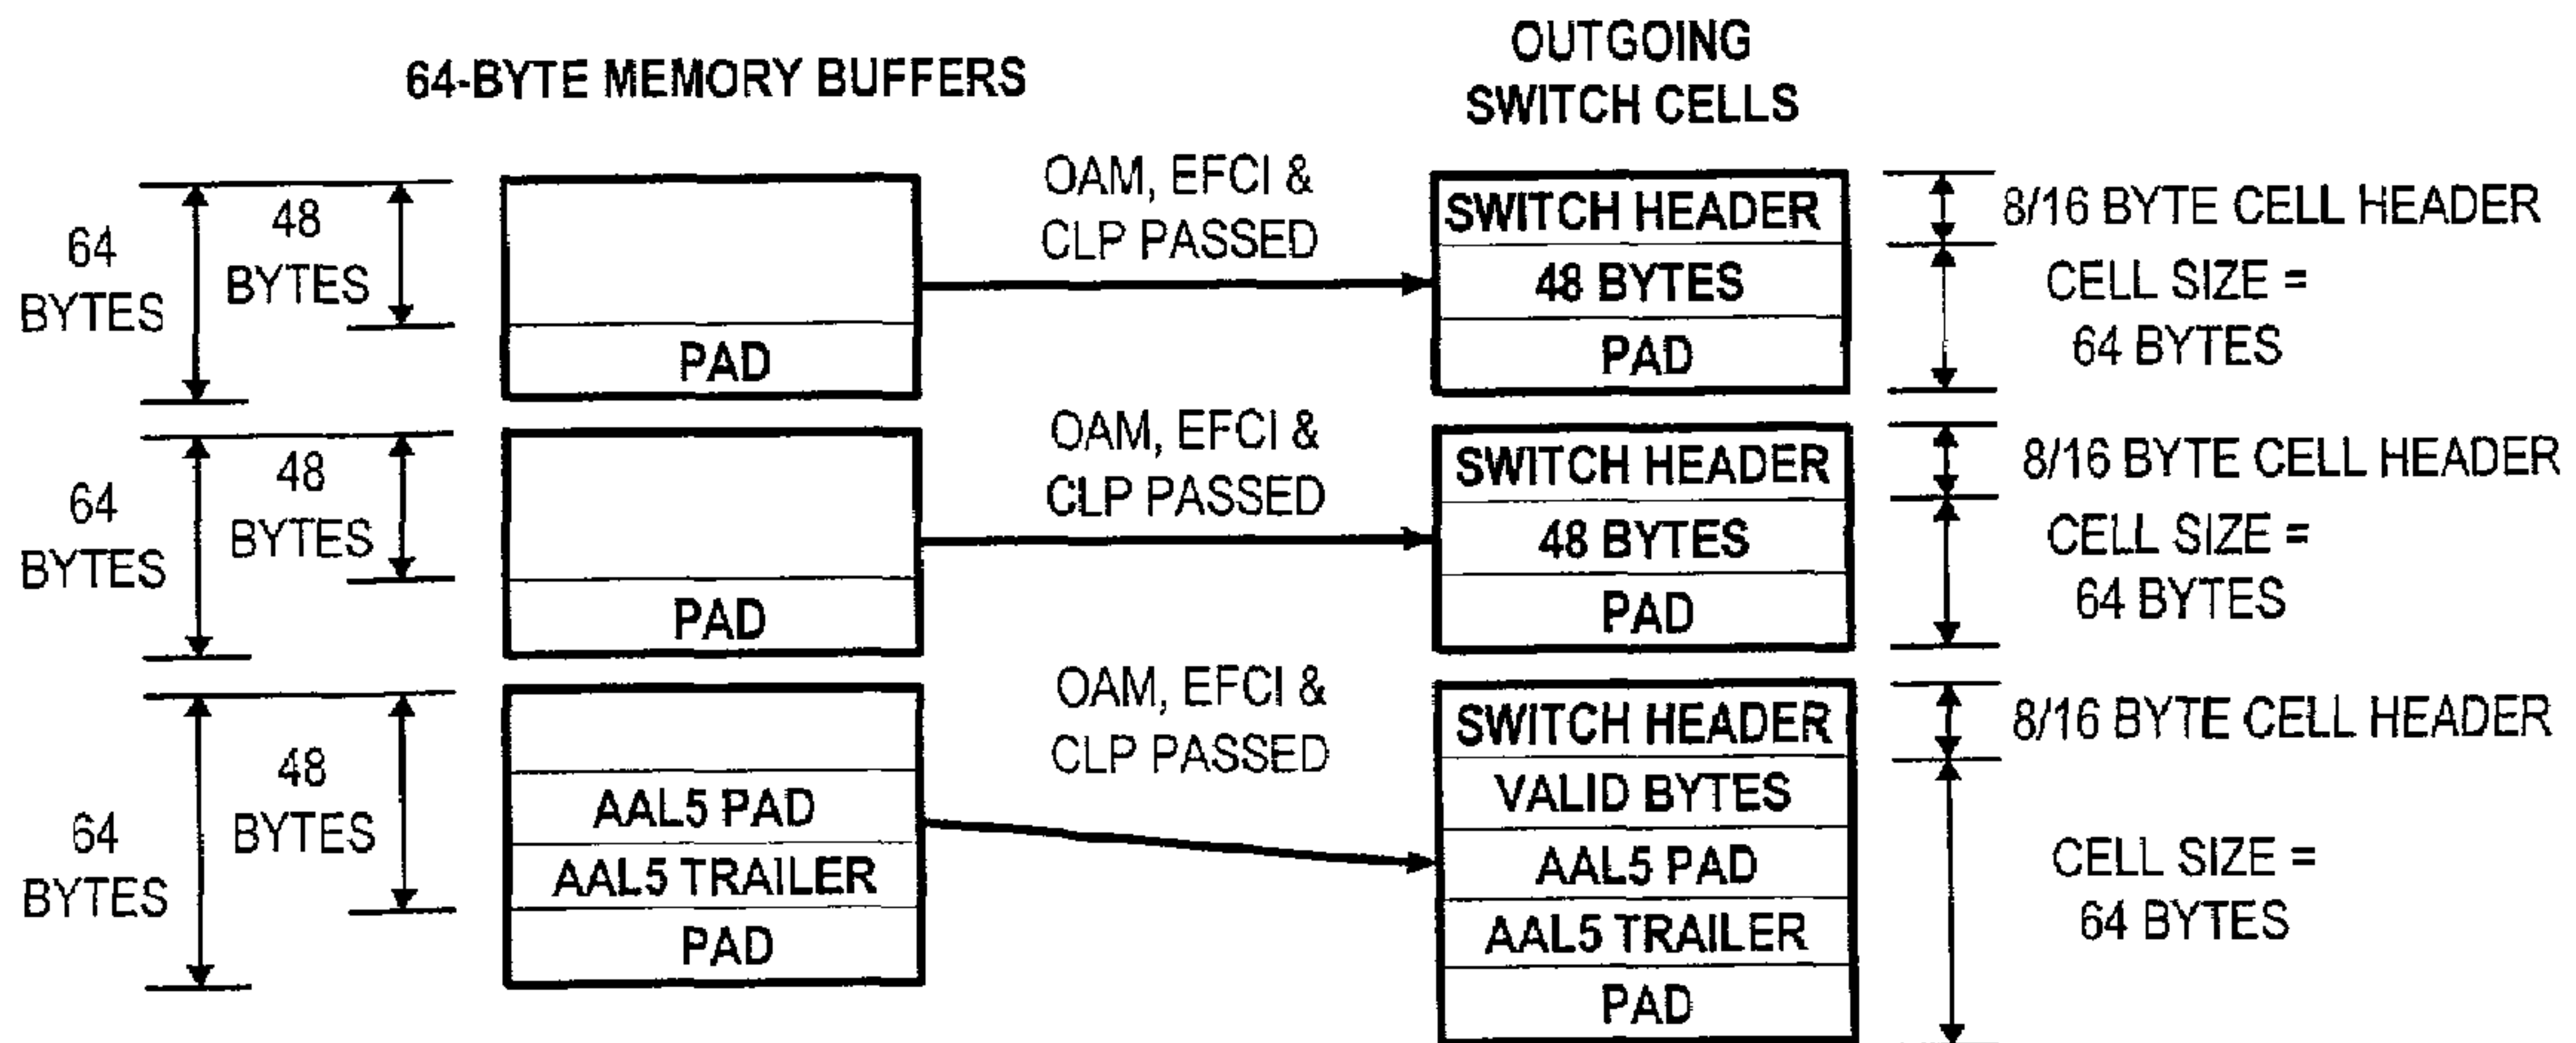 64-BYTE MEMORY BUFFERS
OUTGOING
SWITCH CELLS
64
BYTES
48
BYTES
PAD
OAM, EFCI &
CLP PASSED
SWITCH HEADER
48 BYTES
PAD
8/16 BYTE CELL HEADER
CELL SIZE =
64 BYTES
64
BYTES
48
BYTES
PAD
OAM, EFCI &
CLP PASSED
SWITCH HEADER
48 BYTES
PAD
8/16 BYTE CELL HEADER
CELL SIZE =
64 BYTES
64
BYTES
48
BYTES
AAL5 PAD
AAL5 TRAILER
PAD
OAM, EFCI &
CLP PASSED
SWITCH HEADER
VALID BYTES
AAL5 PAD
AAL5 TRAILER
PAD
8/16 BYTE CELL HEADER
CELL SIZE =
64 BYTES